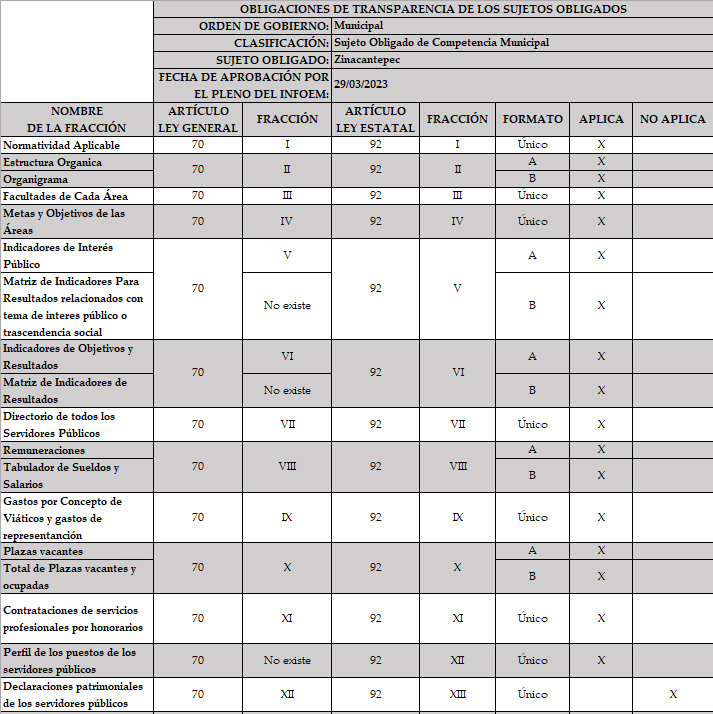 OBLIGACIONES DE TRANSPARENCIA DE LOS SUJETOS OBLIGADOS
ORDEN DE GOBIERNO: Municipal
CLASIFICACIÓN: Sujeto Obligado de Competencia Municipal
SUJETO OBLIGADO: Zinacantepec
FECHA DE APROBACIÓN POR
EL PLENO DEL INFOEM: 29/03/2023
NOMBRE
DE LA FRACCIÓN
ARTÍCULO
LEY GENERAL
FRACCIÓN
ARTÍCULO
LEY ESTATAL
FRACCIÓN
FORMATO
APLICA
NO APLICA
Normatividad Aplicable 70 I 92 I Único X
Estructura Organica A X
70 II 92 II
Organigrama B X
Facultades de Cada Área 70 III 92 III Único X
Metas y Objetivos de las
Áreas
70 IV 92 IV Único X
Indicadores de Interés
Público
V A X
70 92 V
Matriz de Indicadores Para
Resultados relacionados con
tema de interes público o
trascendencia social
No existe B X
Indicadores de Objetivos y
Resultados
VI A X
70 92 VI
Matriz de Indicadores de
Resultados
No existe B X
Directorio de todos los
Servidores Públicos
70 VII 92 VII Único X
Remuneraciones A X
70 VIII 92 VIII
Tabulador de Sueldos y
Salarios
B X
Gastos por Concepto de
Viáticos y gastos de
representanción
70 IX 92 IX Único X
Plazas vacantes A X
70 X 92 X
Total de Plazas vacantes y
ocupadas
B X
Contrataciones de servicios
profesionales por honorarios
70 XI 92 XI Único X
Perfil de los puestos de los
servidores públicos
70 No existe 92 XII Único X
Declaraciones patrimoniales
de los servidores públicos
70 XII 92 XIII Único X